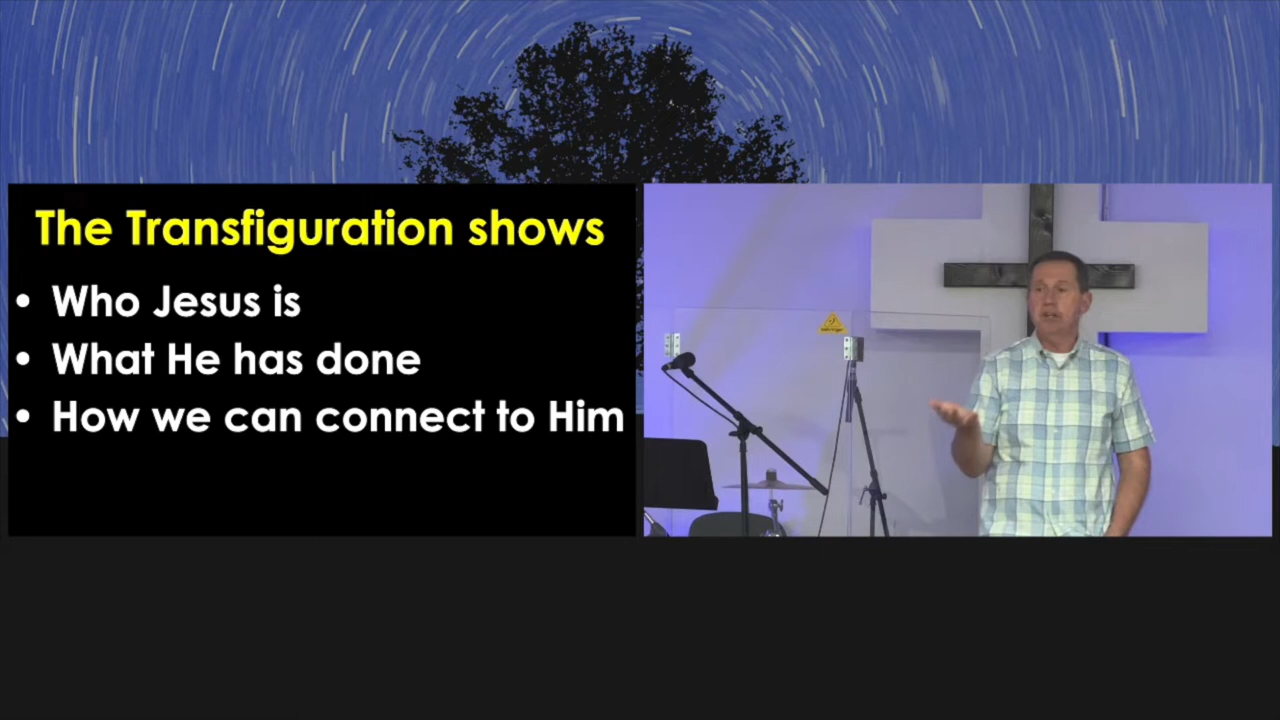 The Transfiguration shows
• Who Jesus is
• What He has done
• How we can connect to Him